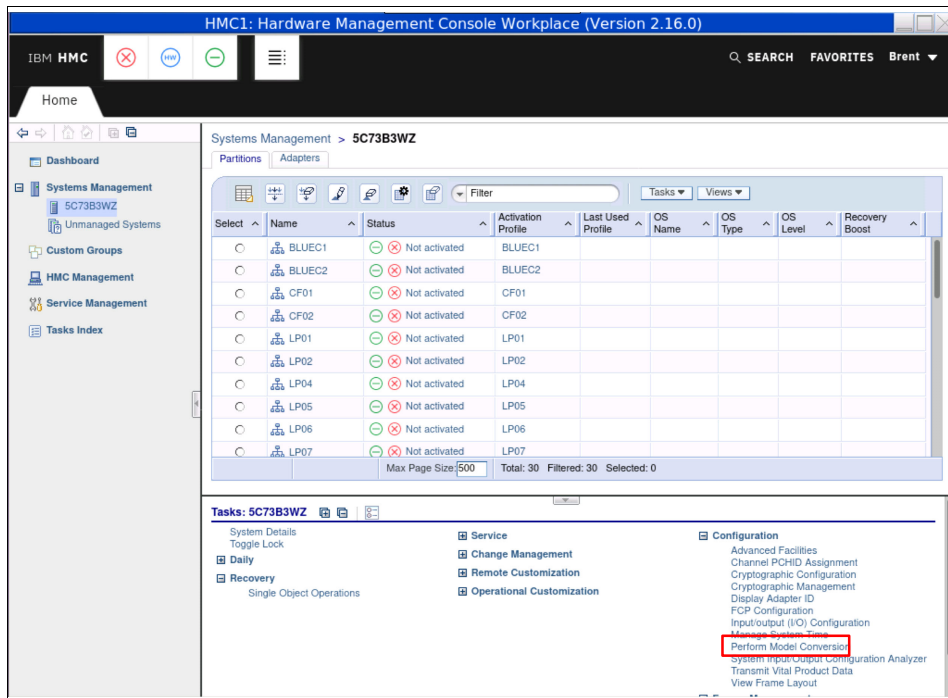 HMC1: Hardware Management Console Workplace (Version 2.16.0)
IBM HMC
HW
SEARCH FAVORITES Brent
Home
Dashboard
Systems Management
5C73B3WZ
Unmanaged Systems
Custom Groups
HMC Management
Service Management
Tasks Index
Systems Management > 5C73B3WZ
Partitions Adapters
Filter Tasks Views
Select Name Status Activation Profile Last Used Profile OS Name OS Type OS Level Recovery Boost
BLUEC1 Not activated BLUEC1
BLUEC2 Not activated BLUEC2
CF01 Not activated CF01
CF02 Not activated CF02
LP01 Not activated LP01
LP02 Not activated LP02
LP04 Not activated LP04
LP05 Not activated LP05
LP06 Not activated LP06
LP07 Not activated LP07
Max Page Size: 500 Total: 30 Filtered: 30 Selected: 0
Tasks: 5C73B3WZ
System Details
Toggle Lock
Daily
Recovery
Single Object Operations
Service
Change Management
Remote Customization
Operational Customization
Configuration
Advanced Facilities
Channel PCHID Assignment
Cryptographic Configuration
Cryptographic Management
Display Adapter ID
FCP Configuration
Input/output (I/O) Configuration
Manage System Time
Perform Model Conversion
System Input/Output Configuration Analyzer
Transmit Vital Product Data
View Frame Layout